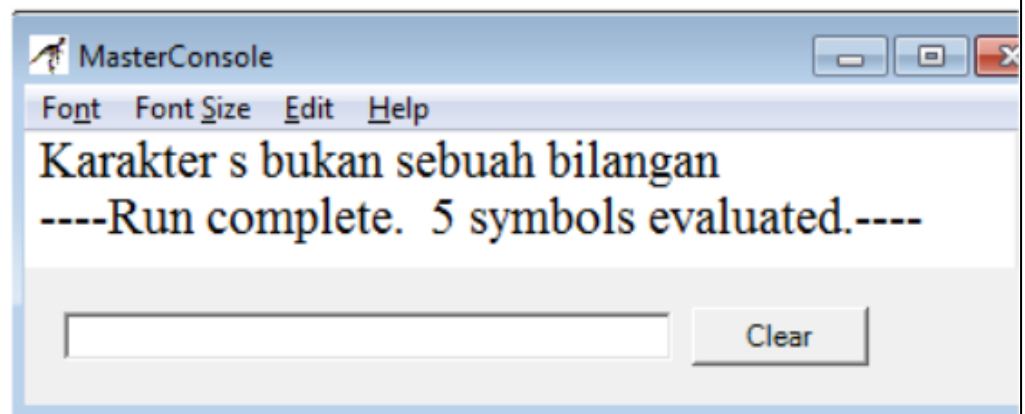 MasterConsole
Font Font Size Edit Help
Karakter s bukan sebuah bilangan
----Run complete.  5 symbols evaluated.----
Clear